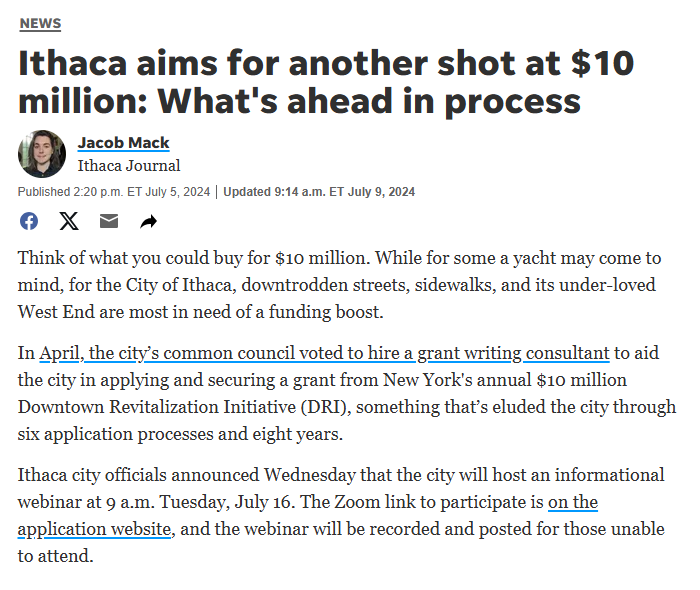 NEWS
Ithaca aims for another shot at $10
million: What's ahead in process
Jacob Mack
Ithaca Journal
Published 2:20 p.m. ET July 5, 2024 | Updated 9:14 a.m. ET July 9, 2024
Think of what you could buy for $10 million. While for some a yacht may come to
mind, for the City of Ithaca, downtrodden streets, sidewalks, and its under-loved
West End are most in need of a funding boost.
In April, the city’s common council voted to hire a grant writing consultant to aid
the city in applying and securing a grant from New York's annual $10 million
Downtown Revitalization Initiative (DRI), something that’s eluded the city through
six application processes and eight years.
Ithaca city officials announced Wednesday that the city will host an informational
webinar at 9 a.m. Tuesday, July 16. The Zoom link to participate is on the
application website, and the webinar will be recorded and posted for those unable
to attend.